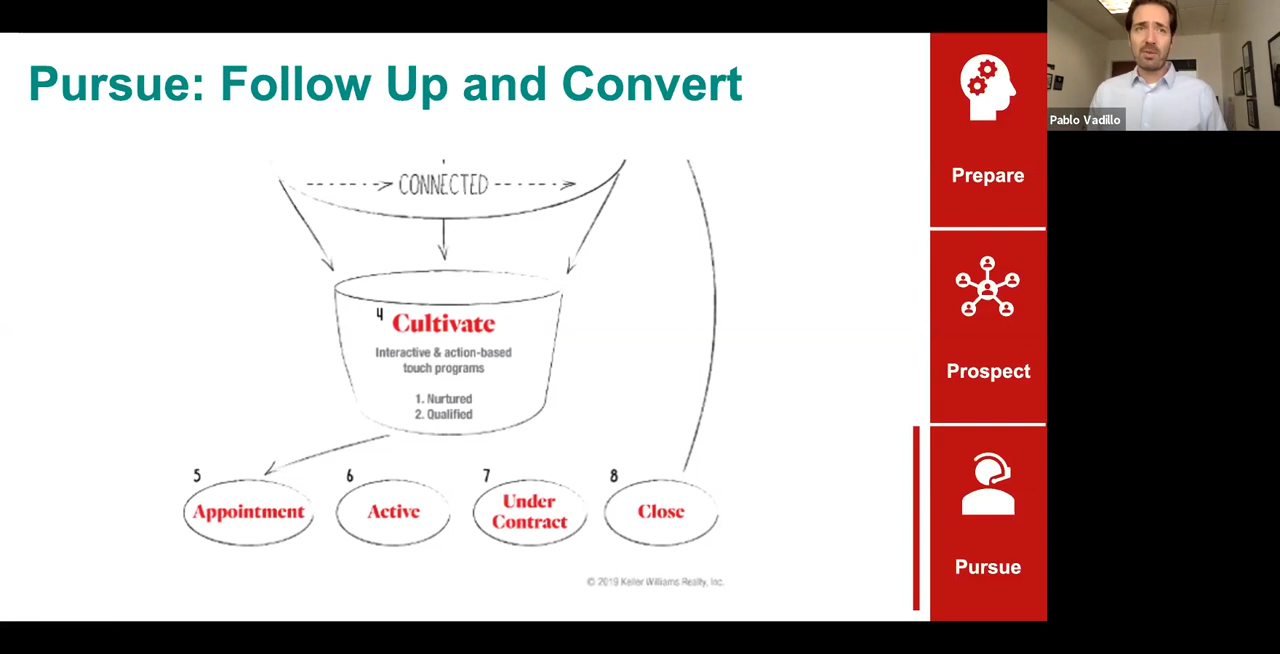 Pursue: Follow Up and Convert
CONNECTED
4
Cultivate
Interactive & action-based
touch programs
1. Nurtured
2. Qualified
5
Appointment
6
Active
7
Under
Contract
8
Close
© 2019 Keller Williams Realty, Inc.
Prepare
Prospect
Pursue
Pablo Vadillo